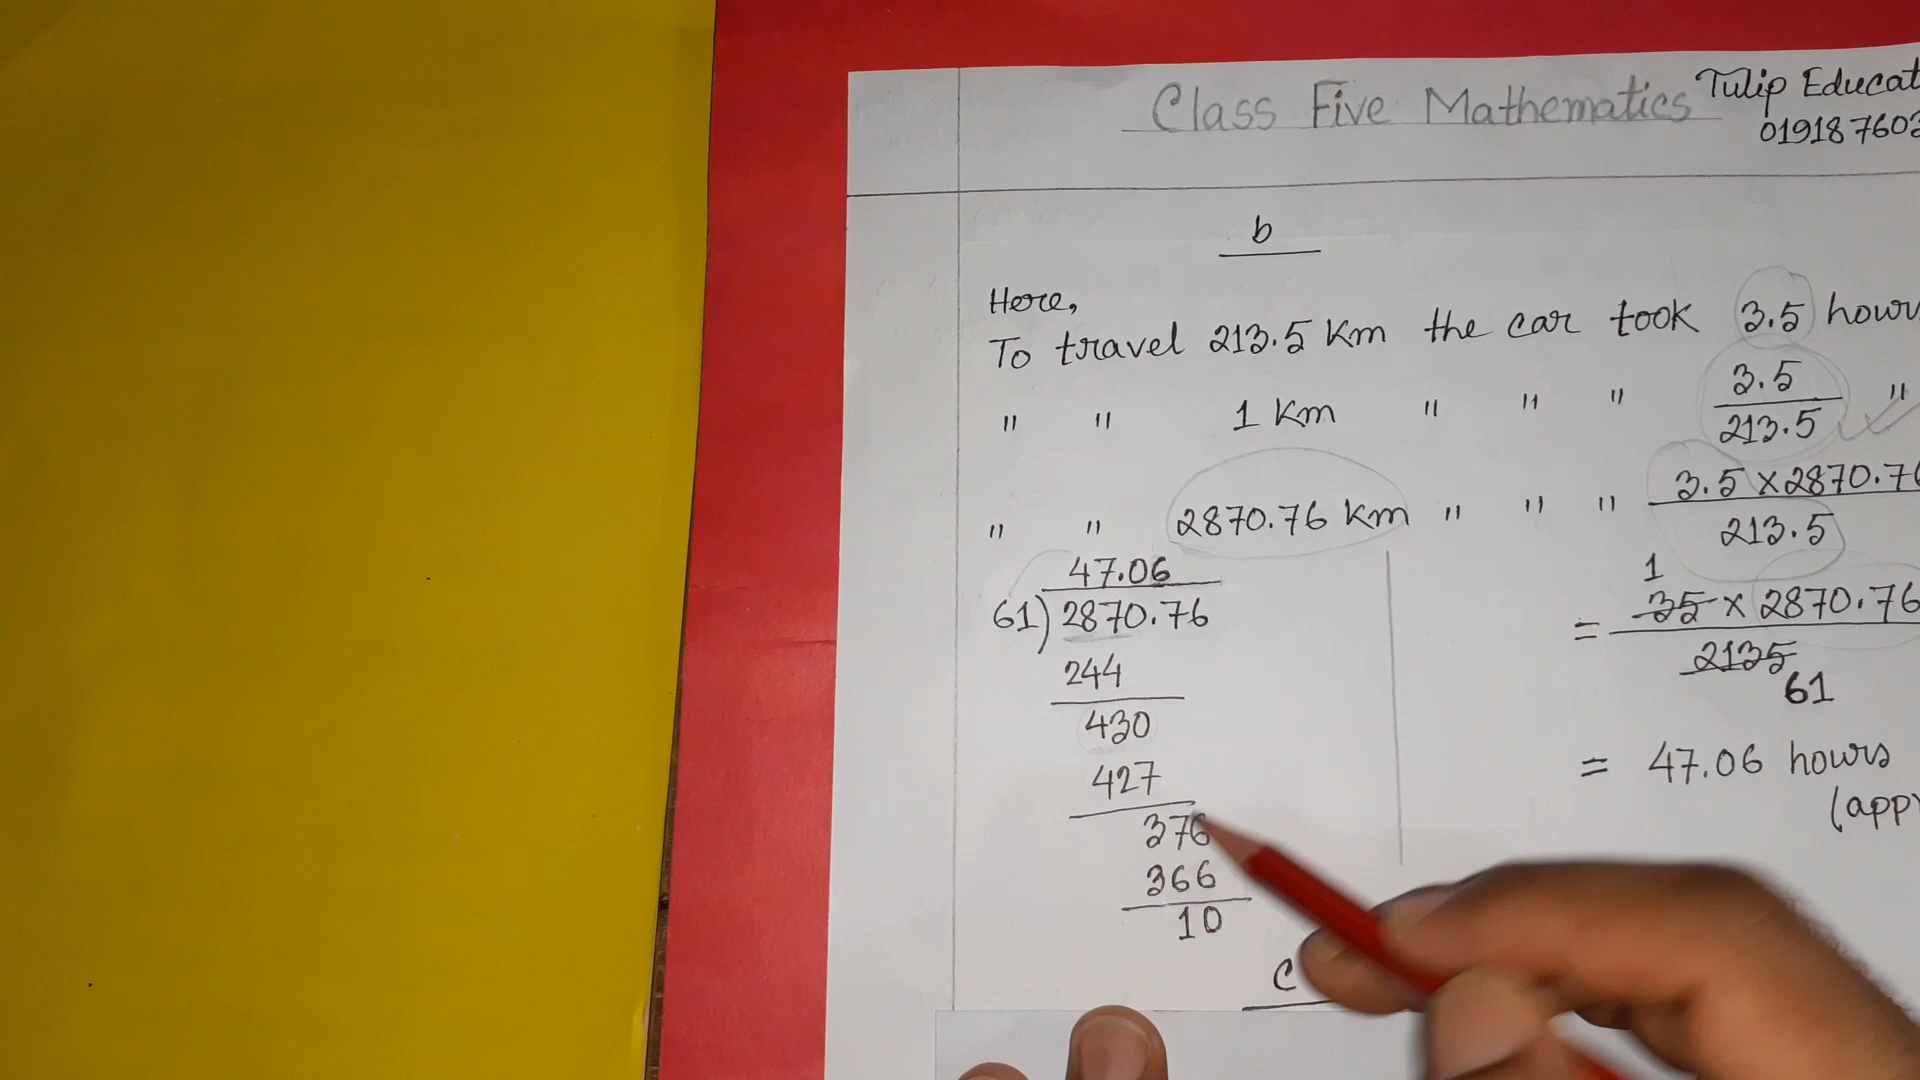 Class Five Mathematics
Tulip Educat
01918760
b
Here,
To travel 213.5 Km the car took 3.5 hour
" " 1 Km " " " 3.5 "
213.5
" " 2870.76 Km " " " 3.5 × 2870.7
213.5
47.06
61) 2870.76
244
430
427
376
366
10
1
= 35 × 2870.76
2135
61
= 47.06 hours
(app
c